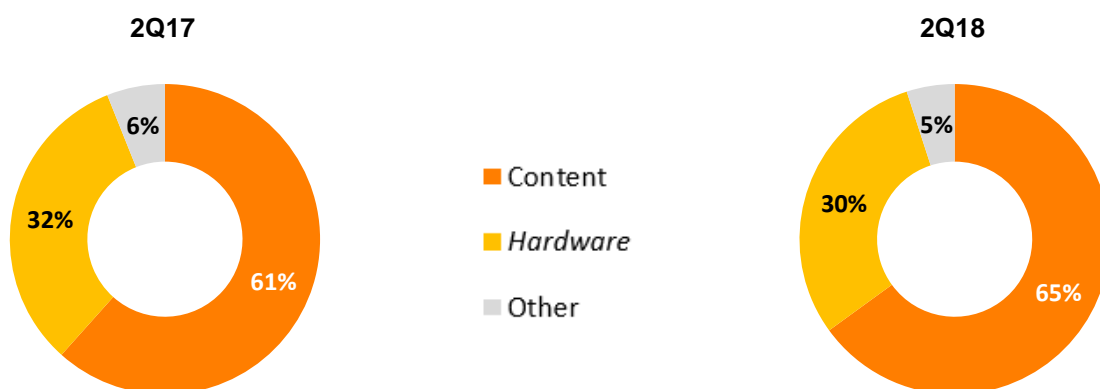 2Q17
2Q18
6%
32%
61%
Content
Hardware
Other
5%
30%
65%